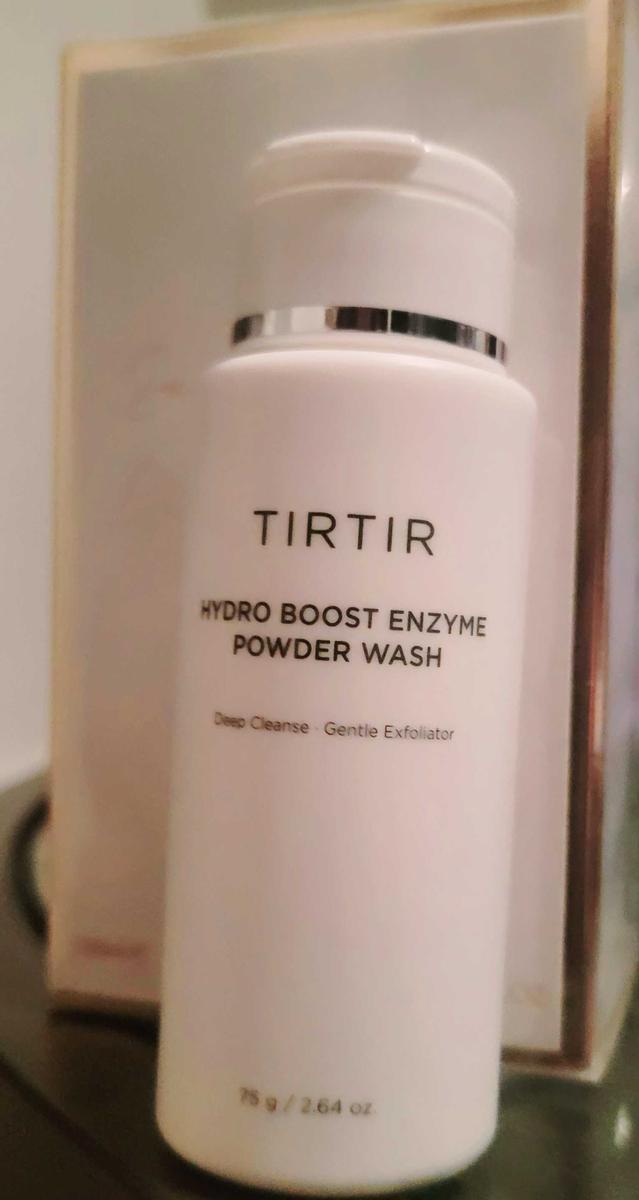 TIRTIR
HYDRO BOOST ENZYME
POWDER WASH
Deep Cleanse · Gentle Exfoliator
75 g / 2.64 oz.